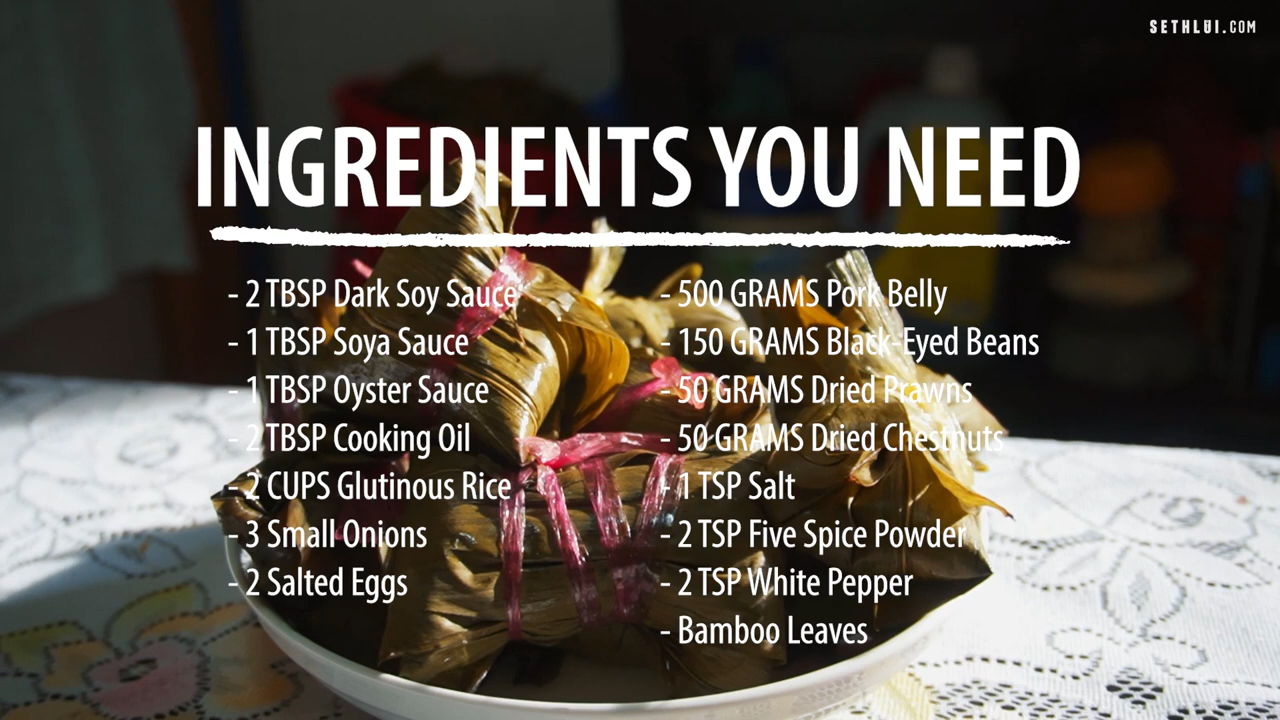 SETHLUI.COM
INGREDIENTS YOU NEED
- 2 TBSP Dark Soy Sauce
- 1 TBSP Soya Sauce
- 1 TBSP Oyster Sauce
- 2 TBSP Cooking Oil
- 2 CUPS Glutinous Rice
- 3 Small Onions
- 2 Salted Eggs
- 500 GRAMS Pork Belly
- 150 GRAMS Black-Eyed Beans
- 50 GRAMS Dried Prawns
- 50 GRAMS Dried Chestnuts
- 1 TSP Salt
- 2 TSP Five Spice Powder
- 2 TSP White Pepper
- Bamboo Leaves